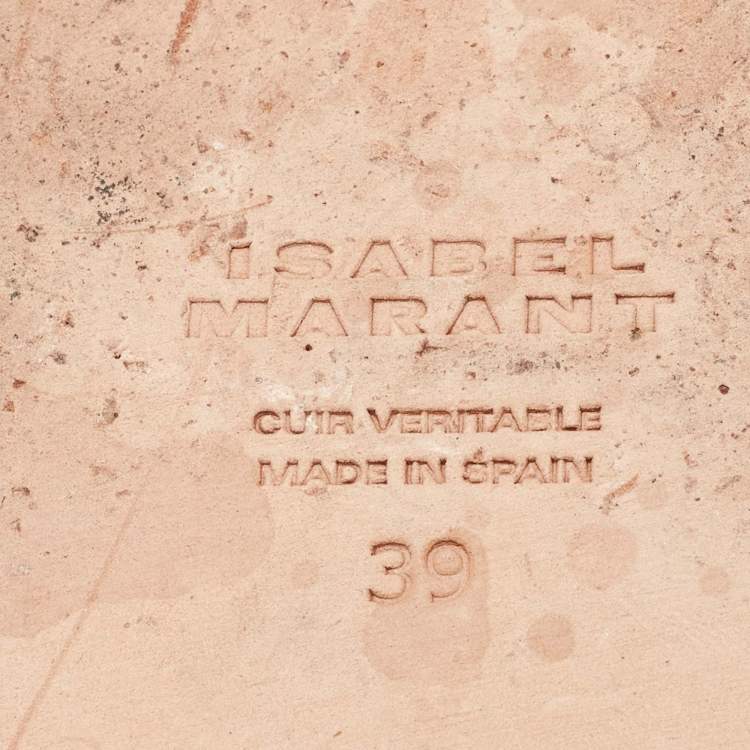 ISABEL
MARANT
CUIR VERITABLE
MADE IN SPAIN
39